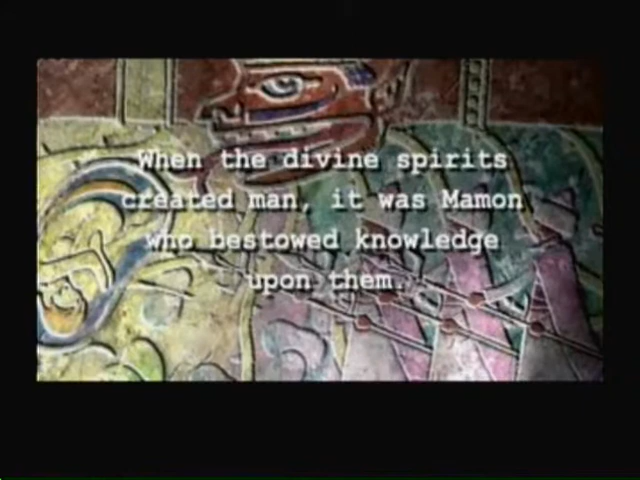 When the divine spirits
created man, it was Mamon
who bestowed knowledge
upon them.